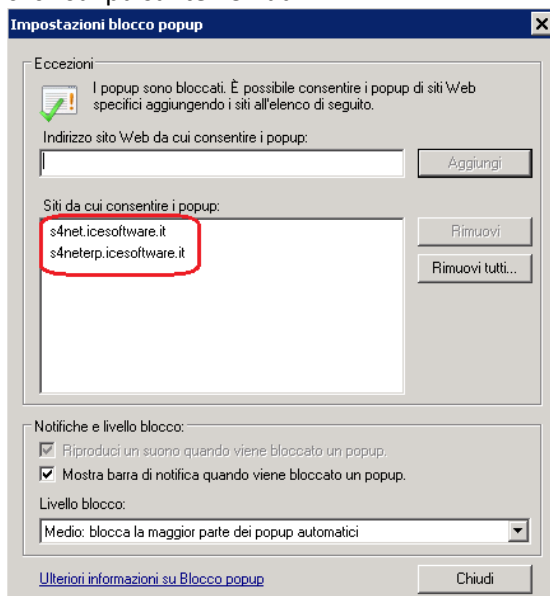 Impostazioni blocco popup
Eccezioni
I popup sono bloccati. È possibile consentire i popup di siti Web
specifici aggiungendo i siti all'elenco di seguito.
Indirizzo sito Web da cui consentire i popup:
Aggiungi
Siti da cui consentire i popup:
s4net.icesoftware.it
s4neterp.icesoftware.it
Rimuovi
Rimuovi tutti...
Notifiche e livello blocco:
Riproduci un suono quando viene bloccato un popup.
Mostra barra di notifica quando viene bloccato un popup.
Livello blocco:
Medio: blocca la maggior parte dei popup automatici
Ulteriori informazioni su Blocco popup
Chiudi